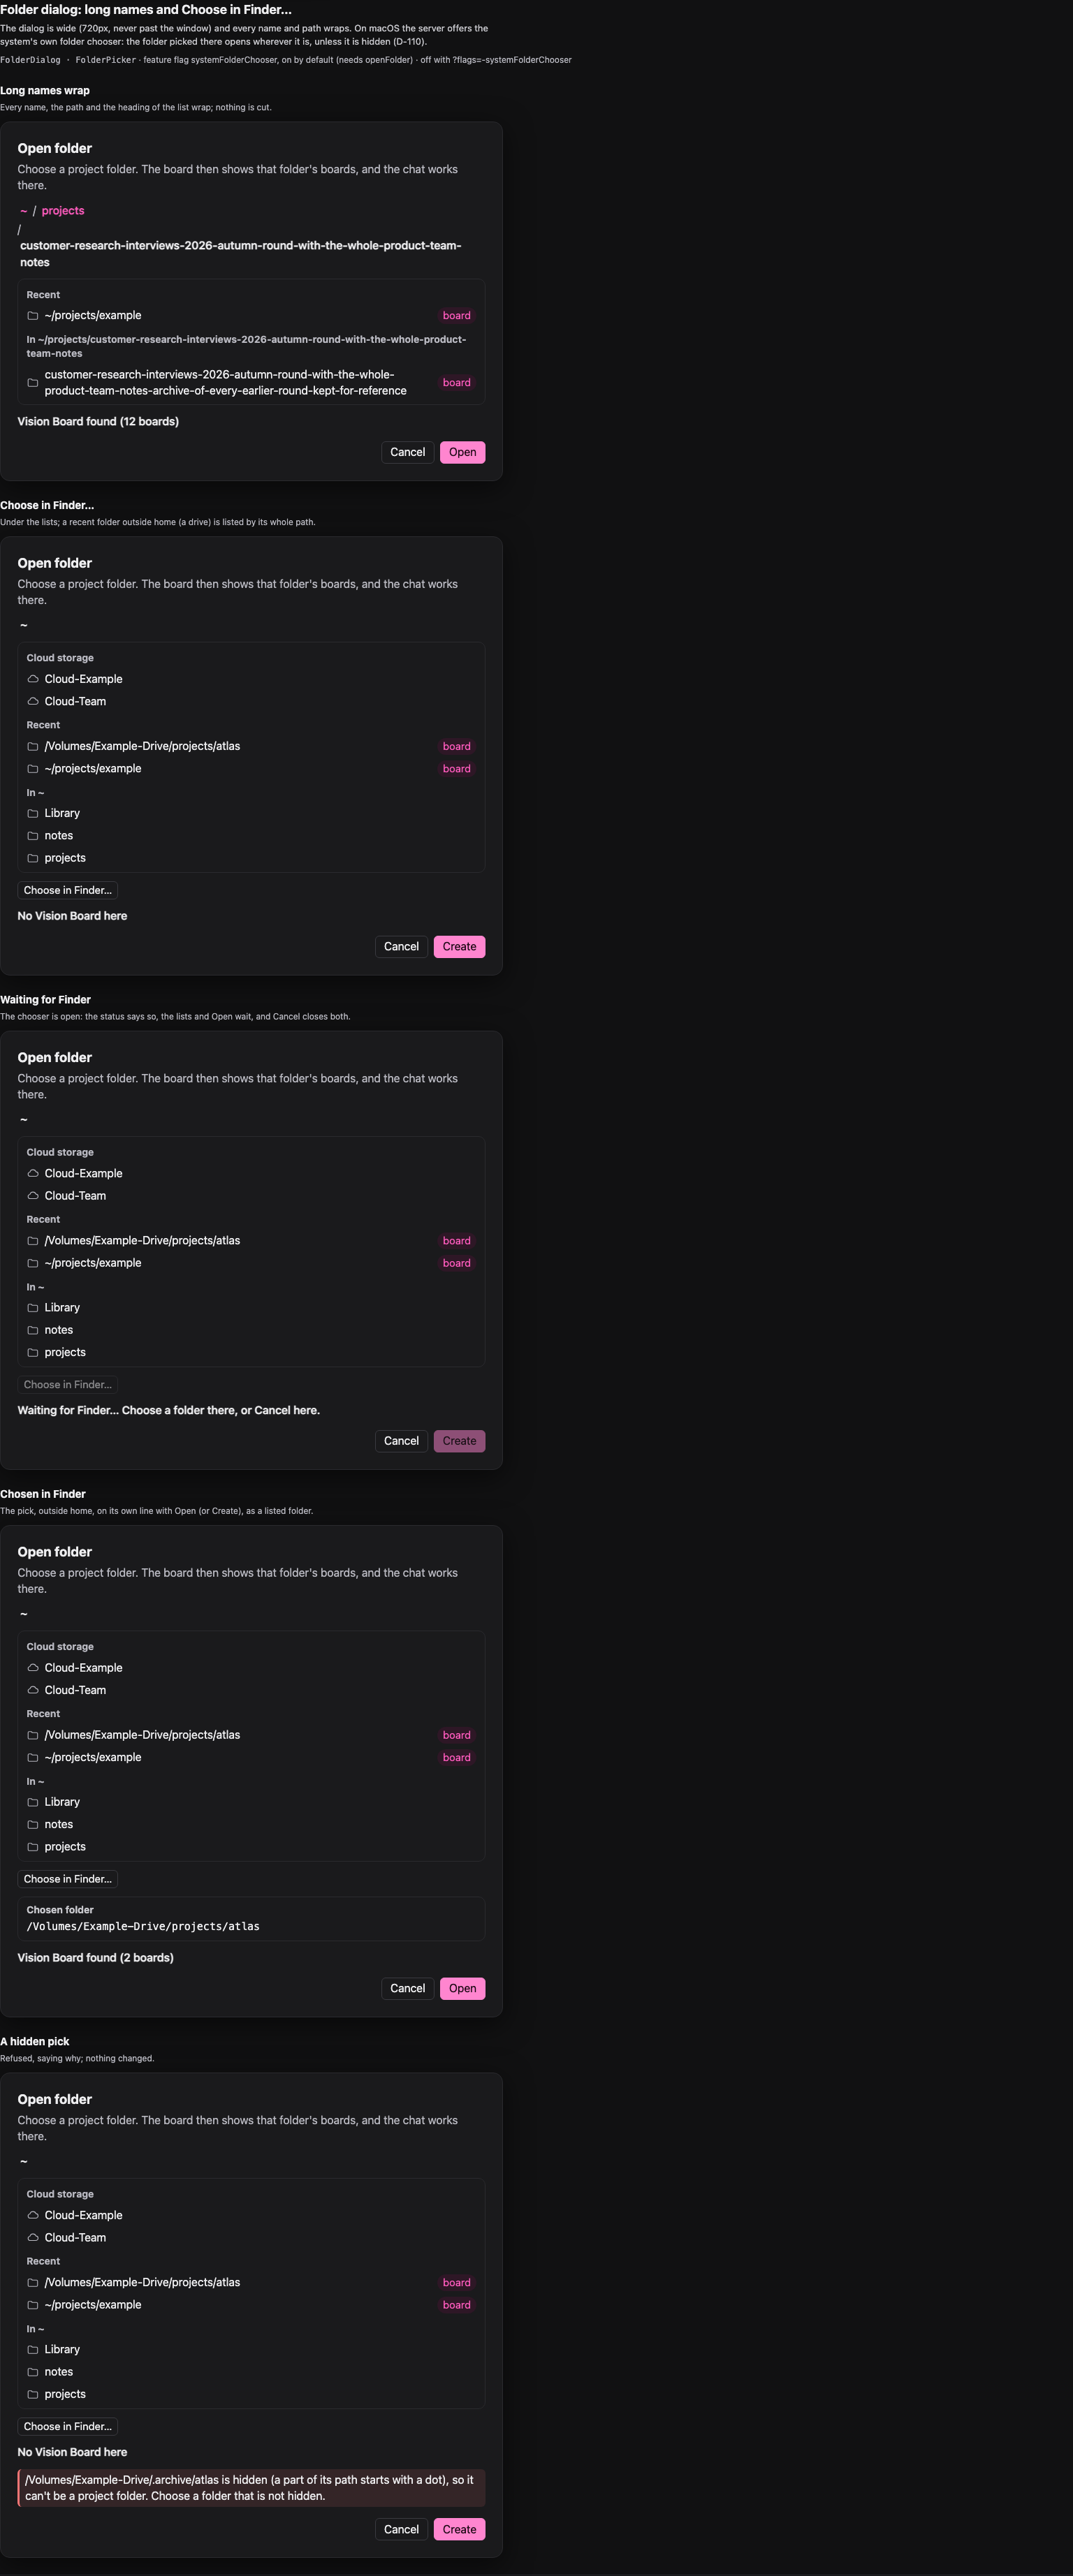 Folder dialog: long names and Choose in Finder...
The dialog is wide (720px, never past the window) and every name and path wraps. On macOS the server offers the
system's own folder chooser: the folder picked there opens wherever it is, unless it is hidden (D-110).
FolderDialog · FolderPicker · feature flag systemFolderChooser, on by default (needs openFolder) · off with ?flags=-systemFolderChooser
Long names wrap
Every name, the path and the heading of the list wrap; nothing is cut.
Open folder
Choose a project folder. The board then shows that folder's boards, and the chat works
there.
~ / projects
/
customer-research-interviews-2026-autumn-round-with-the-whole-product-team-
notes
Recent
~/projects/example board
In ~/projects/customer-research-interviews-2026-autumn-round-with-the-whole-product-
team-notes
customer-research-interviews-2026-autumn-round-with-the-whole-
product-team-notes-archive-of-every-earlier-round-kept-for-reference board
Vision Board found (12 boards)
Cancel Open
Choose in Finder...
Under the lists; a recent folder outside home (a drive) is listed by its whole path.
Open folder
Choose a project folder. The board then shows that folder's boards, and the chat works
there.
~
Cloud storage
Cloud-Example
Cloud-Team
Recent
/Volumes/Example-Drive/projects/atlas board
~/projects/example board
In ~
Library
notes
projects
Choose in Finder...
No Vision Board here
Cancel Create
Waiting for Finder
The chooser is open: the status says so, the lists and Open wait, and Cancel closes both.
Open folder
Choose a project folder. The board then shows that folder's boards, and the chat works
there.
~
Cloud storage
Cloud-Example
Cloud-Team
Recent
/Volumes/Example-Drive/projects/atlas board
~/projects/example board
In ~
Library
notes
projects
Choose in Finder...
Waiting for Finder... Choose a folder there, or Cancel here.
Cancel Create
Chosen in Finder
The pick, outside home, on its own line with Open (or Create), as a listed folder.
Open folder
Choose a project folder. The board then shows that folder's boards, and the chat works
there.
~
Cloud storage
Cloud-Example
Cloud-Team
Recent
/Volumes/Example-Drive/projects/atlas board
~/projects/example board
In ~
Library
notes
projects
Choose in Finder...
Chosen folder
/Volumes/Example-Drive/projects/atlas
Vision Board found (2 boards)
Cancel Open
A hidden pick
Refused, saying why; nothing changed.
Open folder
Choose a project folder. The board then shows that folder's boards, and the chat works
there.
~
Cloud storage
Cloud-Example
Cloud-Team
Recent
/Volumes/Example-Drive/projects/atlas board
~/projects/example board
In ~
Library
notes
projects
Choose in Finder...
No Vision Board here
/Volumes/Example-Drive/.archive/atlas is hidden (a part of its path starts with a dot), so it
can't be a project folder. Choose a folder that is not hidden.
Cancel Create